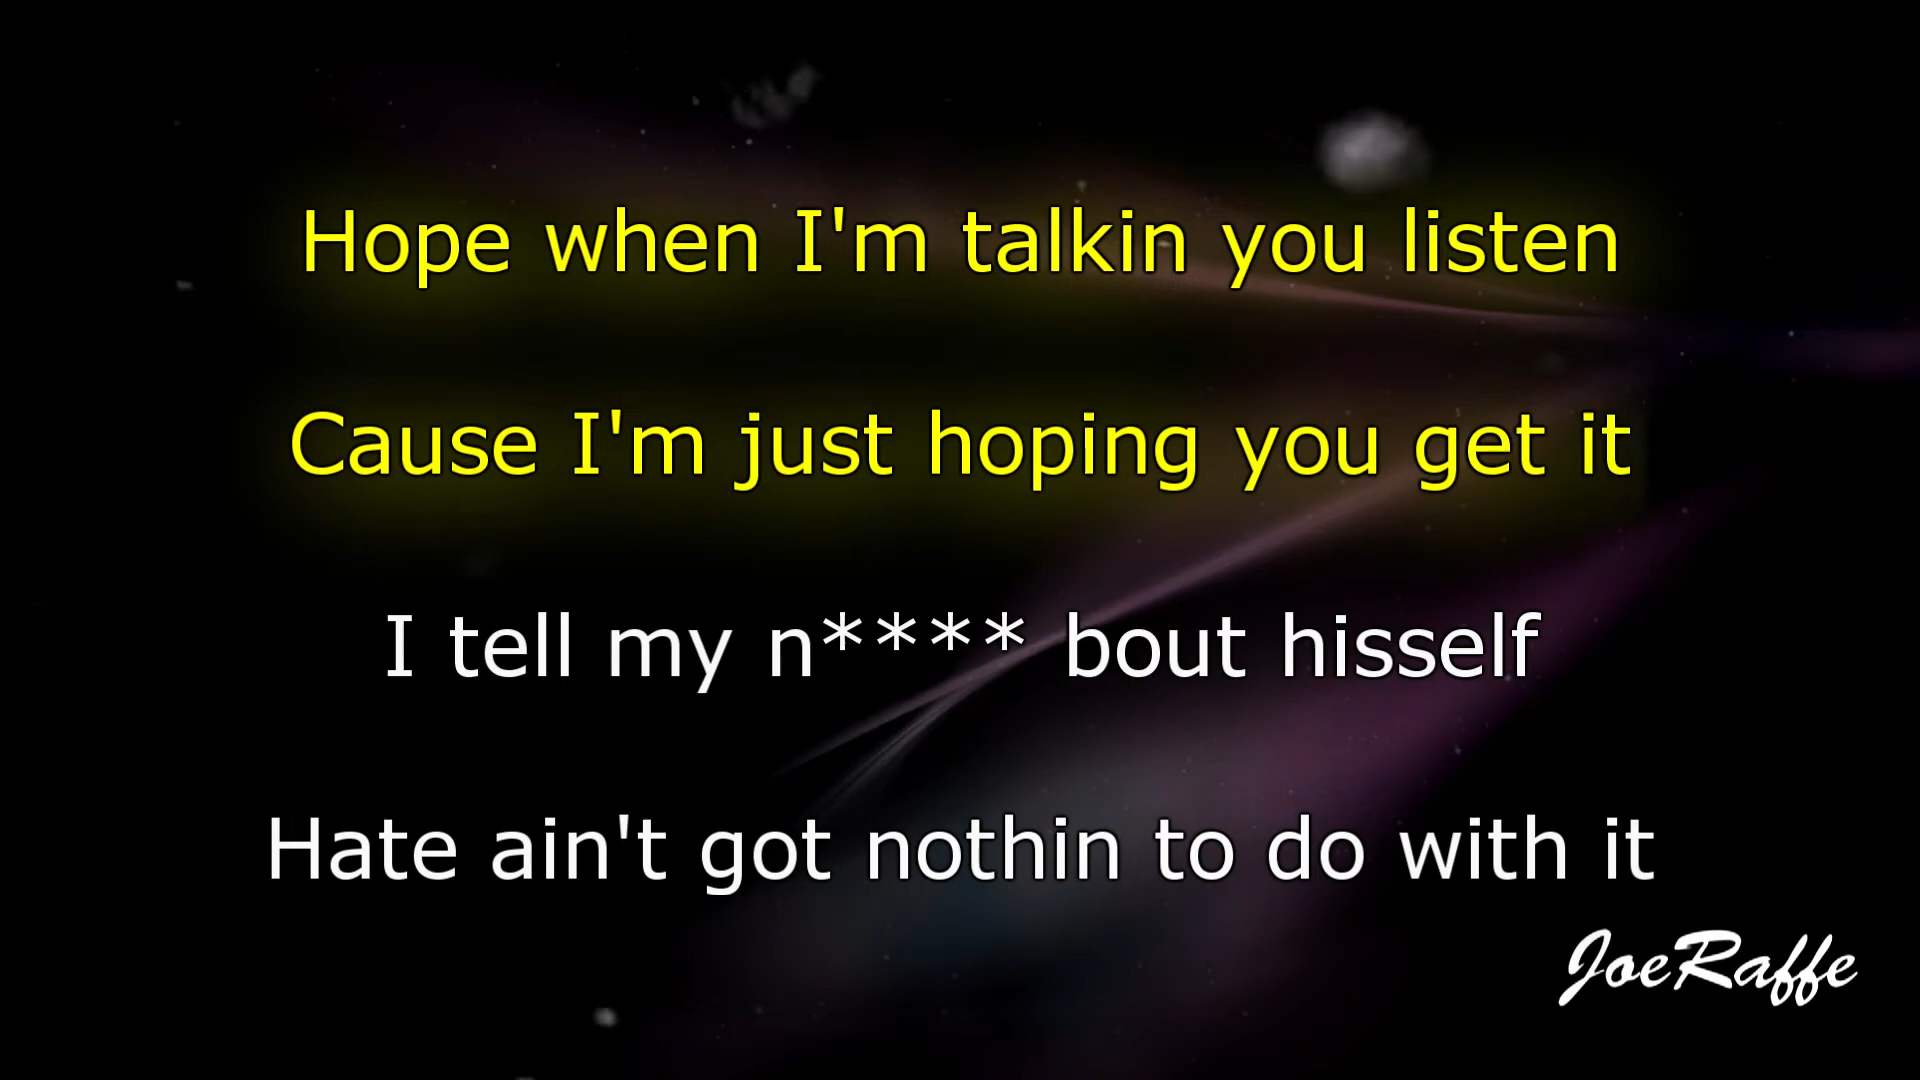 Hope when I'm talkin you listen
Cause I'm just hoping you get it
I tell my n**** bout hisself
Hate ain't got nothin to do with it
JoeRaffe